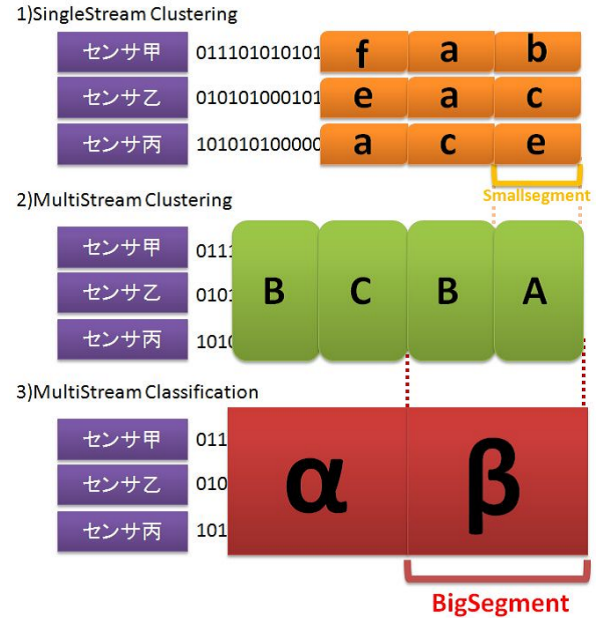 1)SingleStream Clustering
センサ甲 011101010101 f a b
センサ乙 010101000101 e a c
センサ丙 101010100000 a c e
Smallsegment
2)MultiStream Clustering
センサ甲 0111
センサ乙 0101 B C B A
センサ丙 1010
3)MultiStream Classification
センサ甲 011
センサ乙 010 α β
センサ丙 101
BigSegment